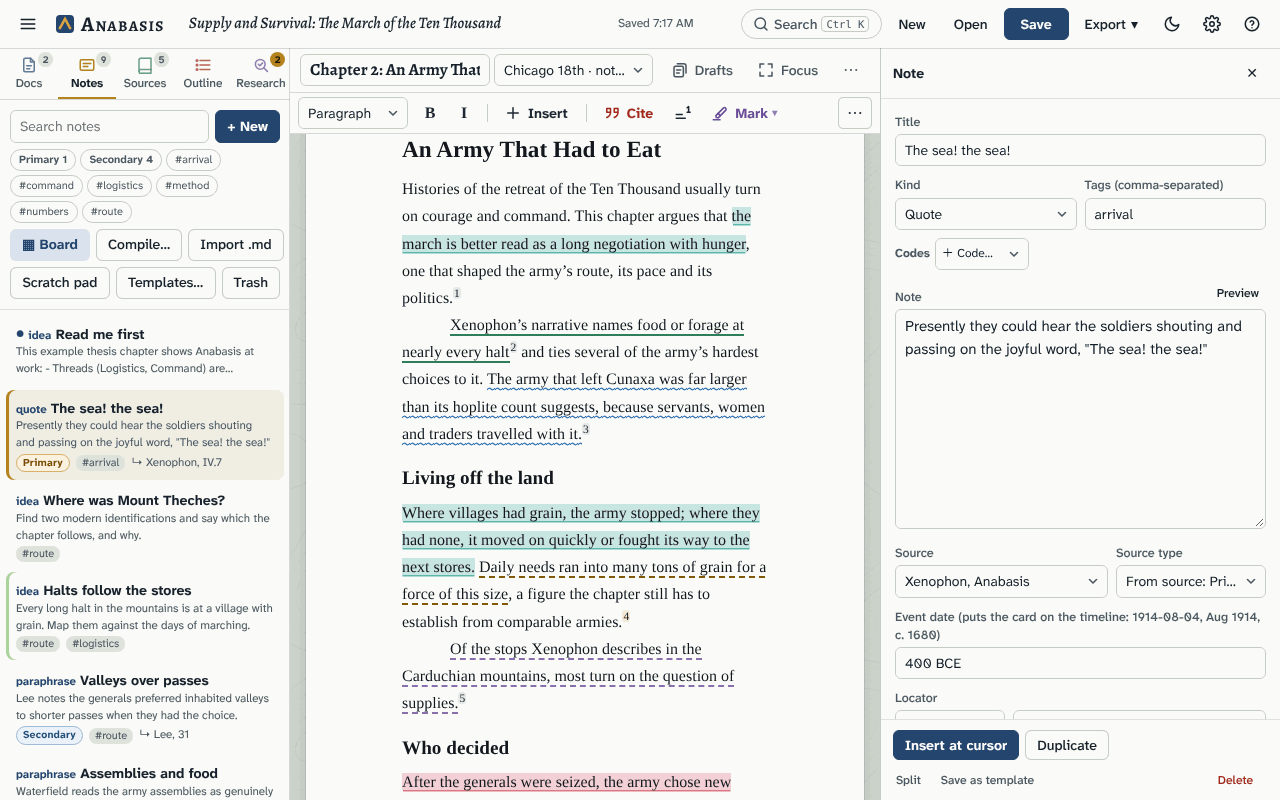 Anabasis
Supply and Survival: The March of the Ten Thousand
Saved 7:17 AM
Search Ctrl K
New
Open
Save
Export ▾
2
Docs
9
Notes
5
Sources
Outline
2
Research
Search notes
+ New
Primary 1
Secondary 4
#arrival
#command
#logistics
#method
#numbers
#route
Board
Compile...
Import .md
Scratch pad
Templates...
Trash
idea Read me first
This example thesis chapter shows Anabasis at
work: - Threads (Logistics, Command) are...
quote The sea! the sea!
Presently they could hear the soldiers shouting
and passing on the joyful word, "The sea! the sea!"
Primary #arrival ↳ Xenophon, IV.7
idea Where was Mount Theches?
Find two modern identifications and say which the
chapter follows, and why.
#route
idea Halts follow the stores
Every long halt in the mountains is at a village with
grain. Map them against the days of marching.
#route #logistics
paraphrase Valleys over passes
Lee notes the generals preferred inhabited valleys
to shorter passes when they had the choice.
Secondary #route ↳ Lee, 31
paraphrase Assemblies and food
Waterfield reads the army assemblies as genuinely
Chapter 2: An Army That
Chicago 18th · not...
Drafts
Focus
...
Paragraph
B
I
+ Insert
Cite
1
Mark ▾
...
An Army That Had to Eat
Histories of the retreat of the Ten Thousand usually turn
on courage and command. This chapter argues that the
march is better read as a long negotiation with hunger,
one that shaped the army’s route, its pace and its
politics.1
Xenophon’s narrative names food or forage at
nearly every halt2 and ties several of the army’s hardest
choices to it. The army that left Cunaxa was far larger
than its hoplite count suggests, because servants, women
and traders travelled with it.3
Living off the land
Where villages had grain, the army stopped; where they
had none, it moved on quickly or fought its way to the
next stores. Daily needs ran into many tons of grain for a
force of this size, a figure the chapter still has to
establish from comparable armies.4
Of the stops Xenophon describes in the
Carduchian mountains, most turn on the question of
supplies.5
Who decided
After the generals were seized, the army chose new
Note
×
Title
The sea! the sea!
Kind
Tags (comma-separated)
Quote
arrival
Codes
+ Code...
Note
Preview
Presently they could hear the soldiers shouting and
passing on the joyful word, "The sea! the sea!"
Source
Source type
Xenophon, Anabasis
From source: Pri...
Event date (puts the card on the timeline: 1914-08-04, Aug 1914,
c. 1680)
400 BCE
Locator
Insert at cursor
Duplicate
Split
Save as template
Delete